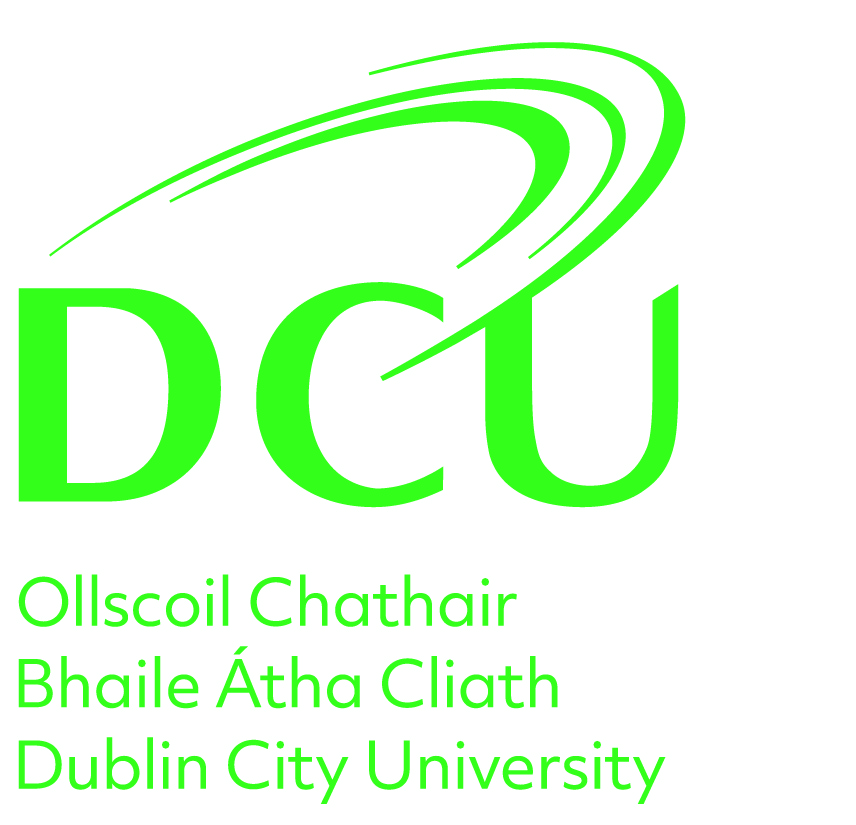 DCU
Ollscoil Chathair
Bhaile Átha Cliath
Dublin City University